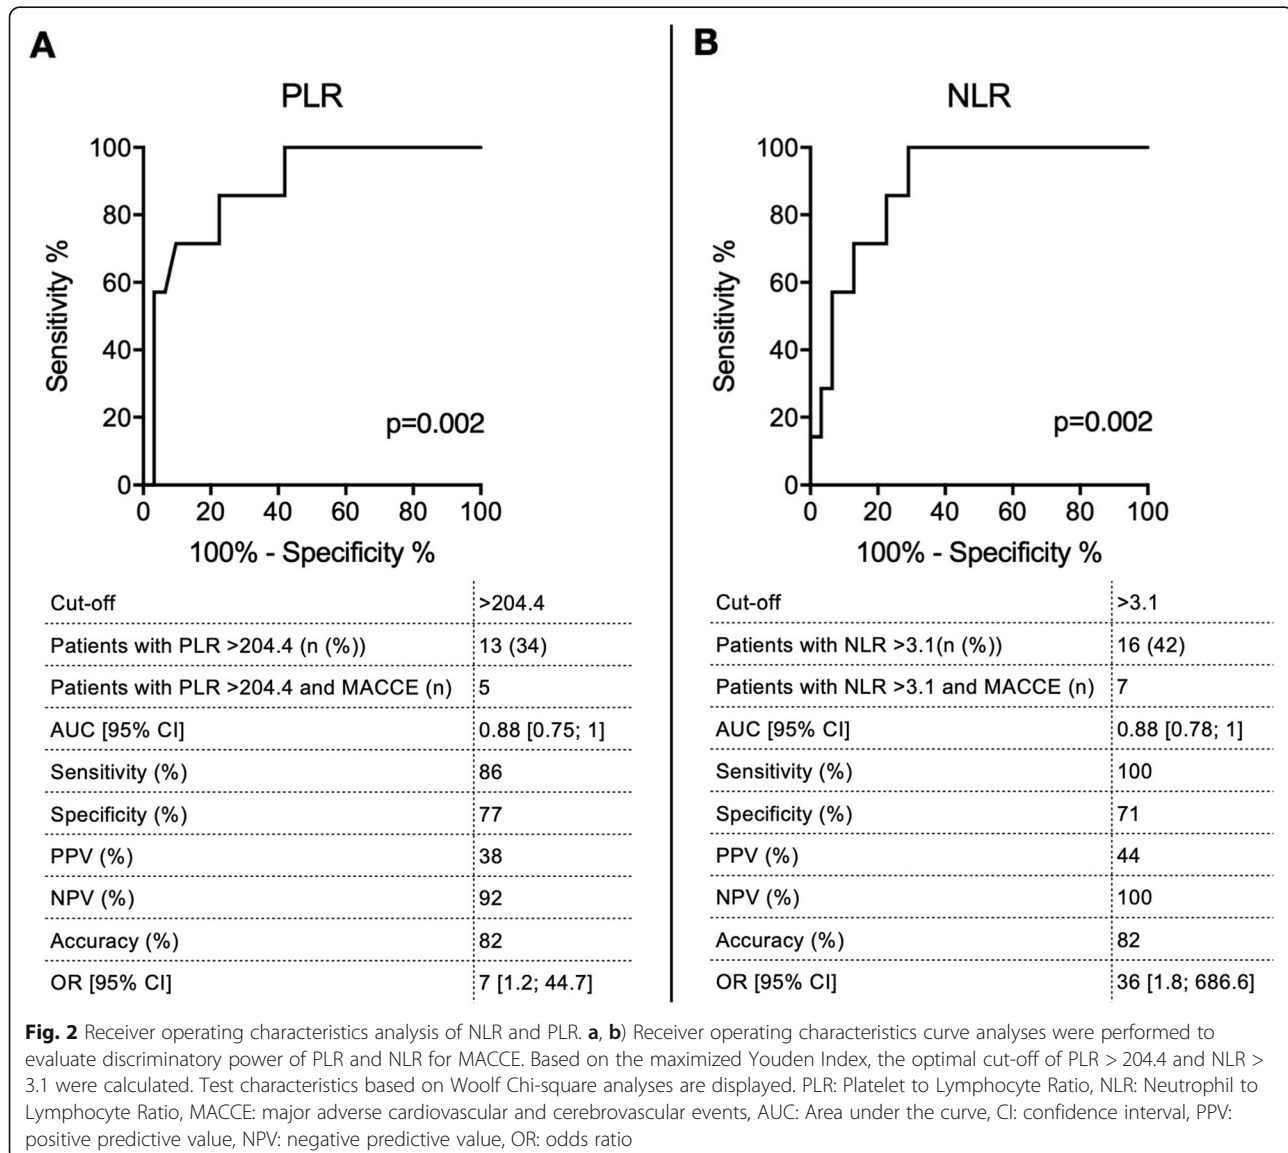 A
PLR
100
80
60
40
20
0
Sensitivity %
p=0.002
0 20 40 60 80 100
100% - Specificity %
Cut-off >204.4
Patients with PLR >204.4 (n (%)) 13 (34)
Patients with PLR >204.4 and MACCE (n) 5
AUC [95% CI] 0.88 [0.75; 1]
Sensitivity (%) 86
Specificity (%) 77
PPV (%) 38
NPV (%) 92
Accuracy (%) 82
OR [95% CI] 7 [1.2; 44.7]
B
NLR
100
80
60
40
20
0
Sensitivity %
p=0.002
0 20 40 60 80 100
100% - Specificity %
Cut-off >3.1
Patients with NLR >3.1(n (%)) 16 (42)
Patients with NLR >3.1 and MACCE (n) 7
AUC [95% CI] 0.88 [0.78; 1]
Sensitivity (%) 100
Specificity (%) 71
PPV (%) 44
NPV (%) 100
Accuracy (%) 82
OR [95% CI] 36 [1.8; 686.6]
Fig. 2 Receiver operating characteristics analysis of NLR and PLR. a, b) Receiver operating characteristics curve analyses were performed to
evaluate discriminatory power of PLR and NLR for MACCE. Based on the maximized Youden Index, the optimal cut-off of PLR > 204.4 and NLR >
3.1 were calculated. Test characteristics based on Woolf Chi-square analyses are displayed. PLR: Platelet to Lymphocyte Ratio, NLR: Neutrophil to
Lymphocyte Ratio, MACCE: major adverse cardiovascular and cerebrovascular events, AUC: Area under the curve, CI: confidence interval, PPV:
positive predictive value, NPV: negative predictive value, OR: odds ratio